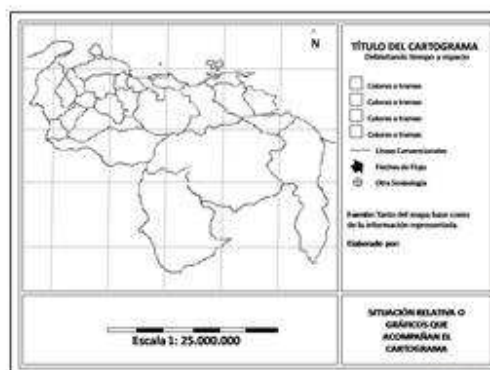 N
TÍTULO DEL CARTOGRAMA
Delimitando tiempo y espacio
Colores o tramas
Colores o tramas
Colores o tramas
Colores o tramas
Líneas Convencionales
Flechas de Flujo
Otra Simbología
Fuente: Tanto del mapa base como
de la información representada.
Elaborado por:
Escala 1: 25.000.000
SITUACIÓN RELATIVA O
GRÁFICOS QUE
ACOMPAÑAN EL
CARTOGRAMA